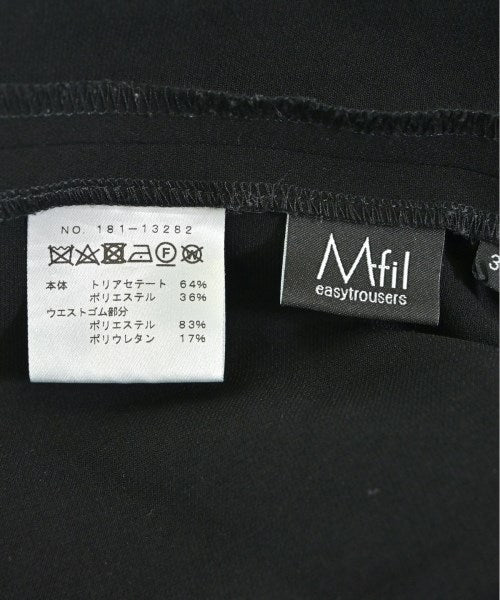 NO. 181-13282
F W
本体 トリアセテート 64%
ポリエステル 36%
ウエストゴム部分
ポリエステル 83%
ポリウレタン 17%
M-fil
easytrousers
3